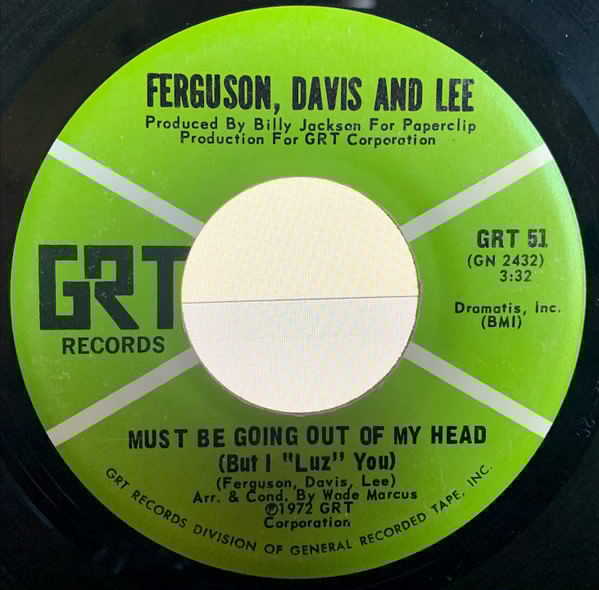 FERGUSON, DAVIS AND LEE
Produced By Billy Jackson For Paperclip
Production For GRT Corporation
GRT
RECORDS
GRT 51
(GN 2432)
3:32
Dramatis, Inc.
(BMI)
MUST BE GOING OUT OF MY HEAD
(But I "Luz" You)
(Ferguson, Davis, Lee)
Arr. & Cond. By Wade Marcus
℗1972 GRT
Corporation
GRT RECORDS DIVISION OF GENERAL RECORDED TAPE, INC.